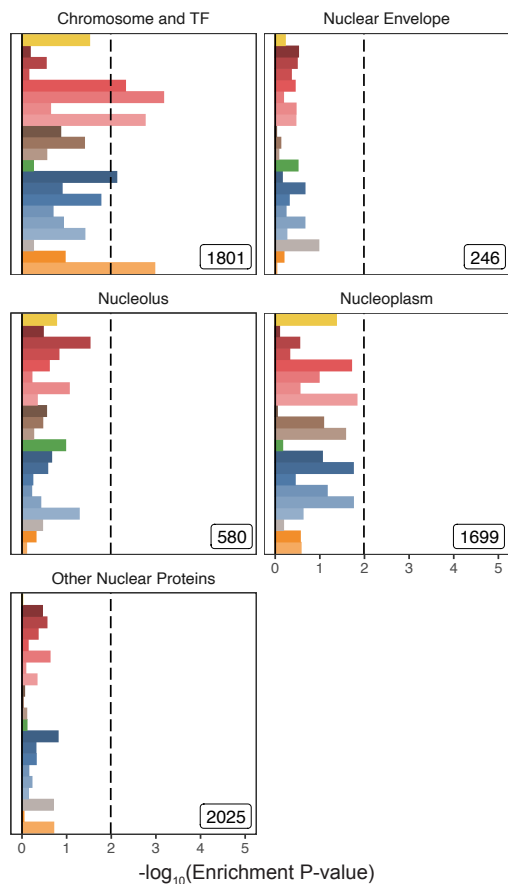 Chromosome and TF
Nuclear Envelope
1801
246
Nucleolus
Nucleoplasm
580
1699
0 1 2 3 4 5
Other Nuclear Proteins
2025
0 1 2 3 4 5
-log10(Enrichment P-value)